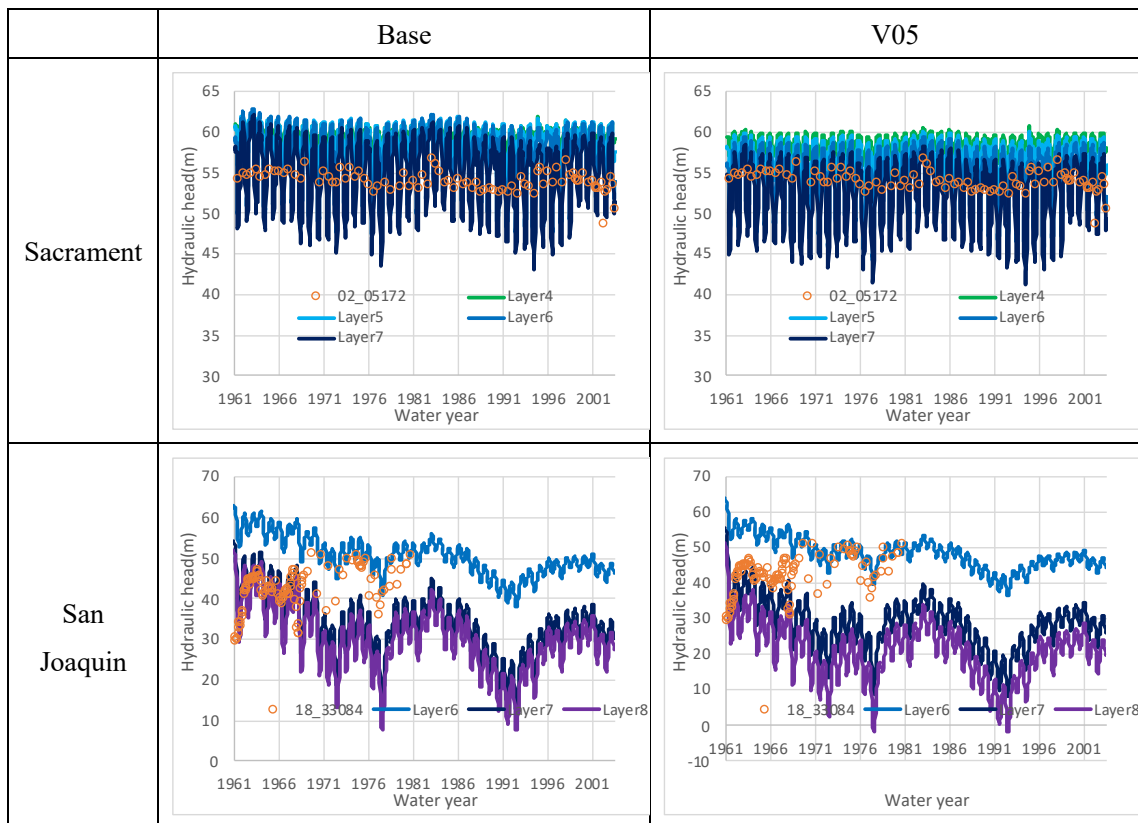 Base
V05
Sacrament
65
60
55
50
45
40
35
30
Hydraulic head(m)
02_05172
Layer4
Layer5
Layer6
Layer7
1961 1966 1971 1976 1981 1986 1991 1996 2001
Water year
65
60
55
50
45
40
35
30
Hydraulic head(m)
02_05172
Layer4
Layer5
Layer6
Layer7
1961 1966 1971 1976 1981 1986 1991 1996 2001
Water year
San
Joaquin
70
60
50
40
30
20
10
0
Hydraulic head(m)
18_33084 Layer6 Layer7 Layer8
1961 1966 1971 1976 1981 1986 1991 1996 2001
Water year
70
60
50
40
30
20
10
0
-10
Hydraulic head(m)
18_33084 Layer6 Layer7 Layer8
1961 1966 1971 1976 1981 1986 1991 1996 2001
Water year